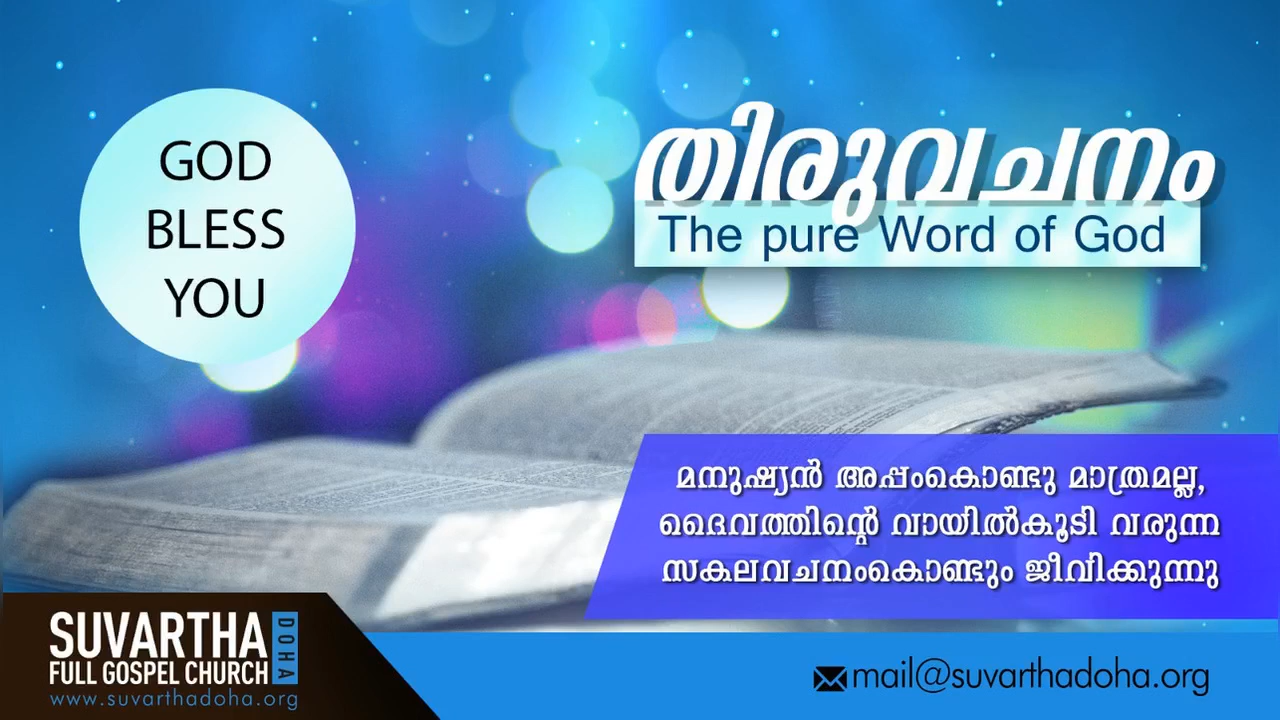 GOD
BLESS
YOU
തിരുവചനം
The pure Word of God
മനുഷ്യൻ അപ്പംകൊണ്ടു മാത്രമല്ല,
ദൈവത്തിന്റെ വായിൽകൂടി വരുന്ന
സകലവചനംകൊണ്ടും ജീവിക്കുന്നു
SUVARTHA
DOHA
FULL GOSPEL CHURCH
www.suvarthadoha.org
mail@suvarthadoha.org